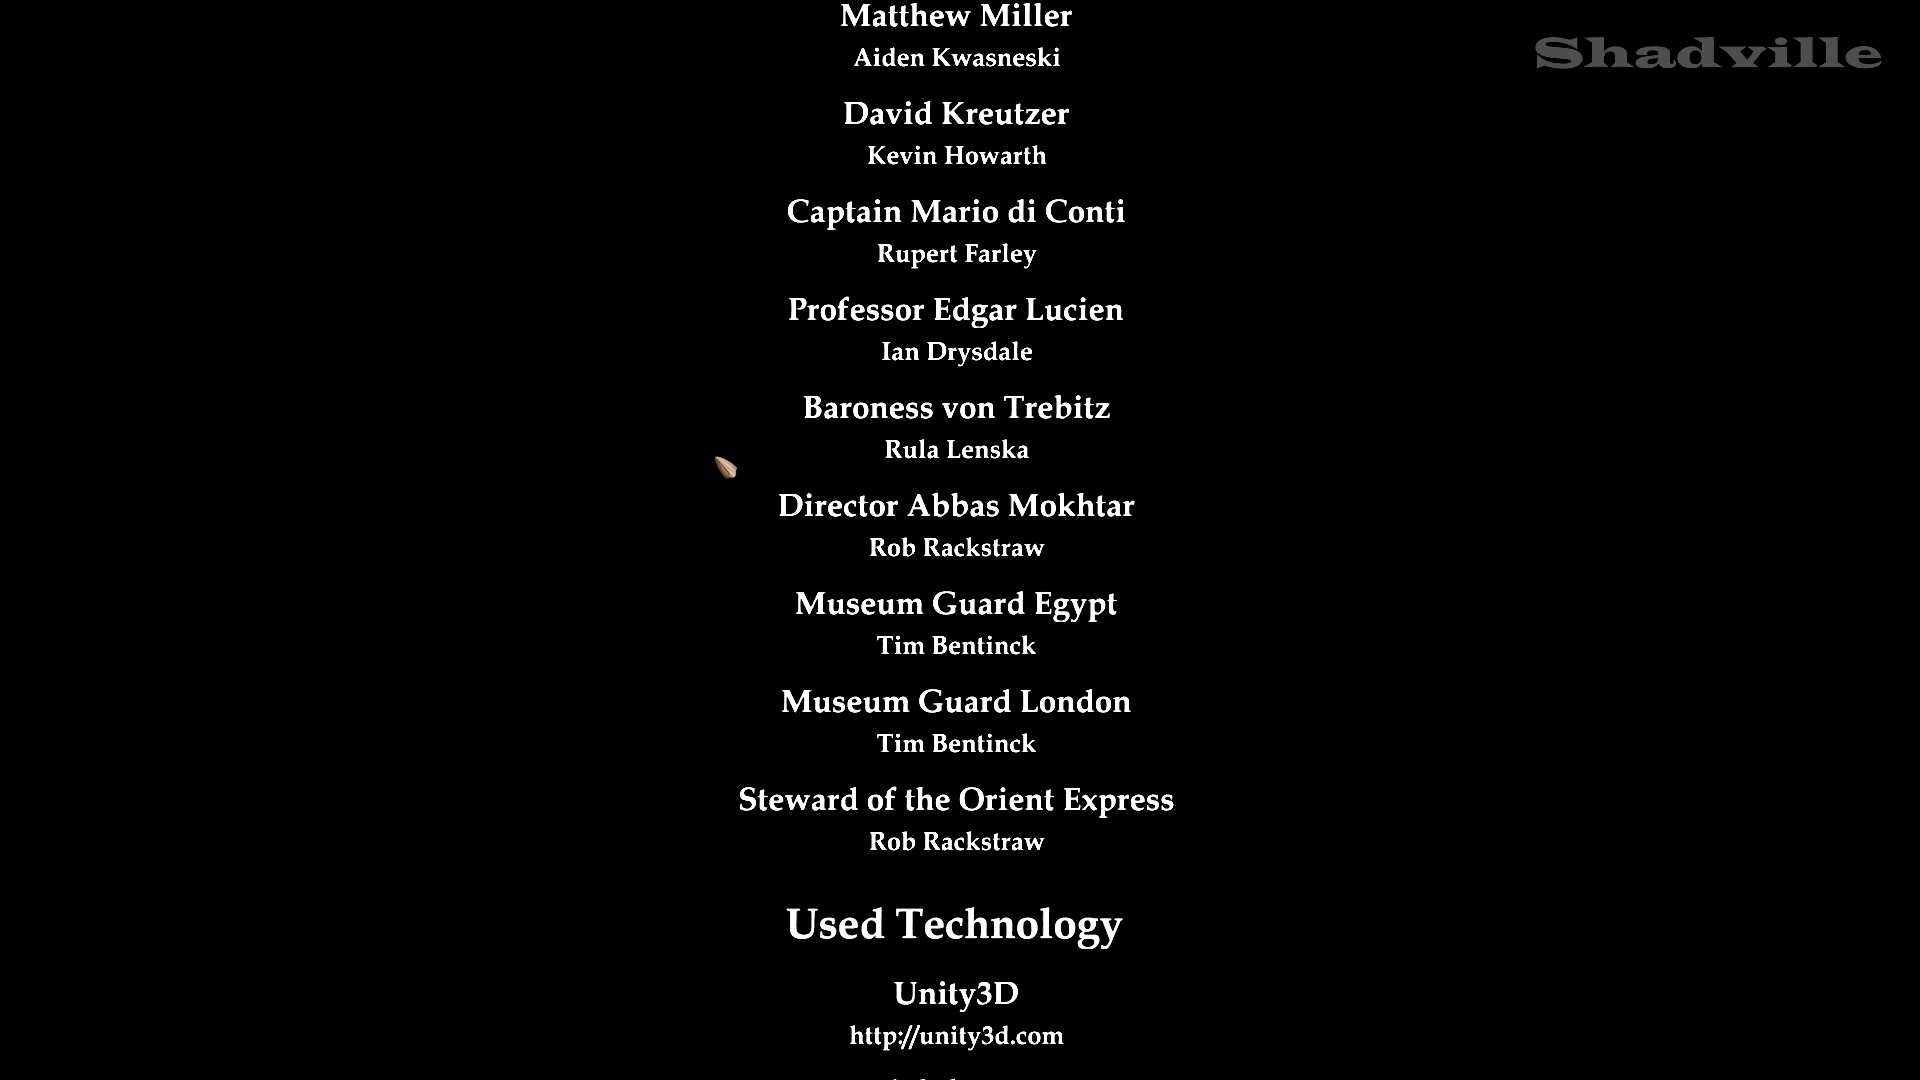 Matthew Miller
Shadville
Aiden Kwasneski
David Kreutzer
Kevin Howarth
Captain Mario di Conti
Rupert Farley
Professor Edgar Lucien
Ian Drysdale
Baroness von Trebitz
Rula Lenska
Director Abbas Mokhtar
Rob Rackstraw
Museum Guard Egypt
Tim Bentinck
Museum Guard London
Tim Bentinck
Steward of the Orient Express
Rob Rackstraw
Used Technology
Unity3D
http://unity3d.com